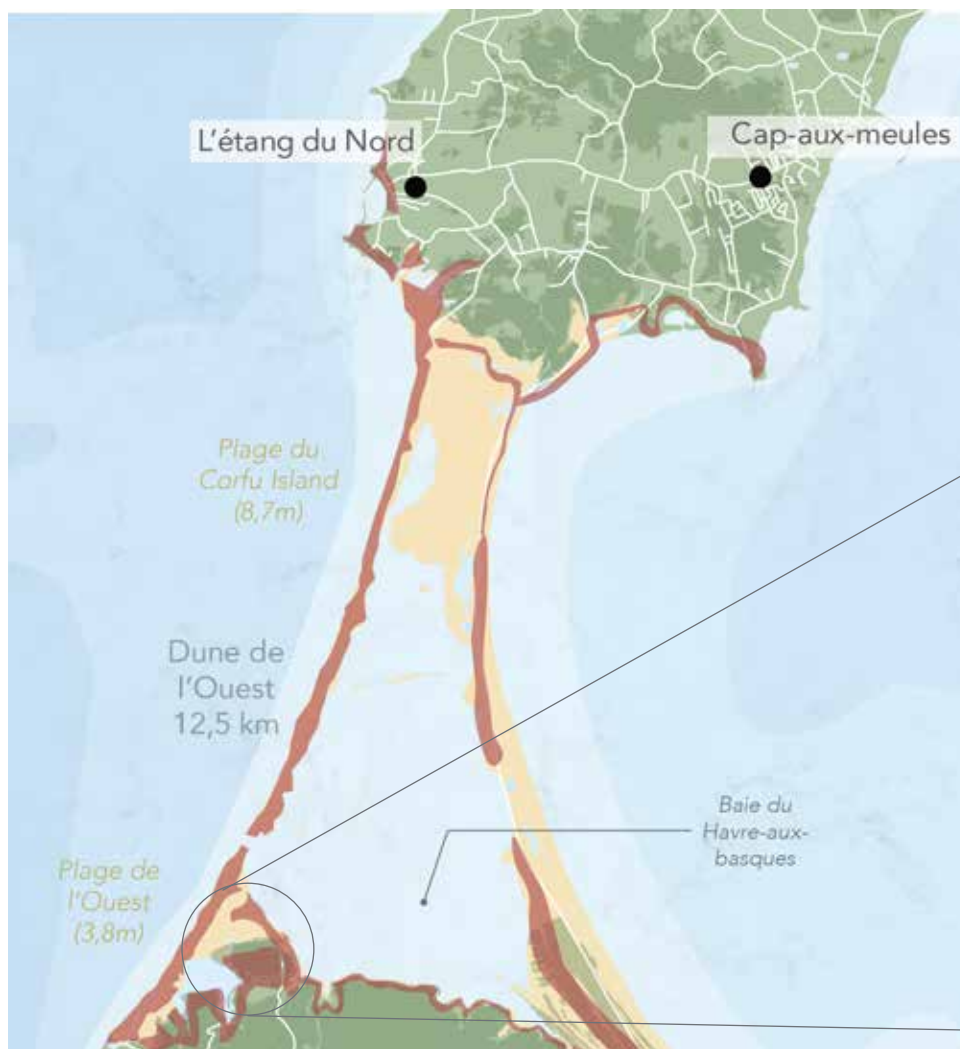 L'étang du Nord
Cap-aux-meules
Plage du
Corfu Island
(8,7m)
Dune de
l'Ouest
12,5 km
Baie du
Havre-aux-
basques
Plage de
l'Ouest
(3,8m)